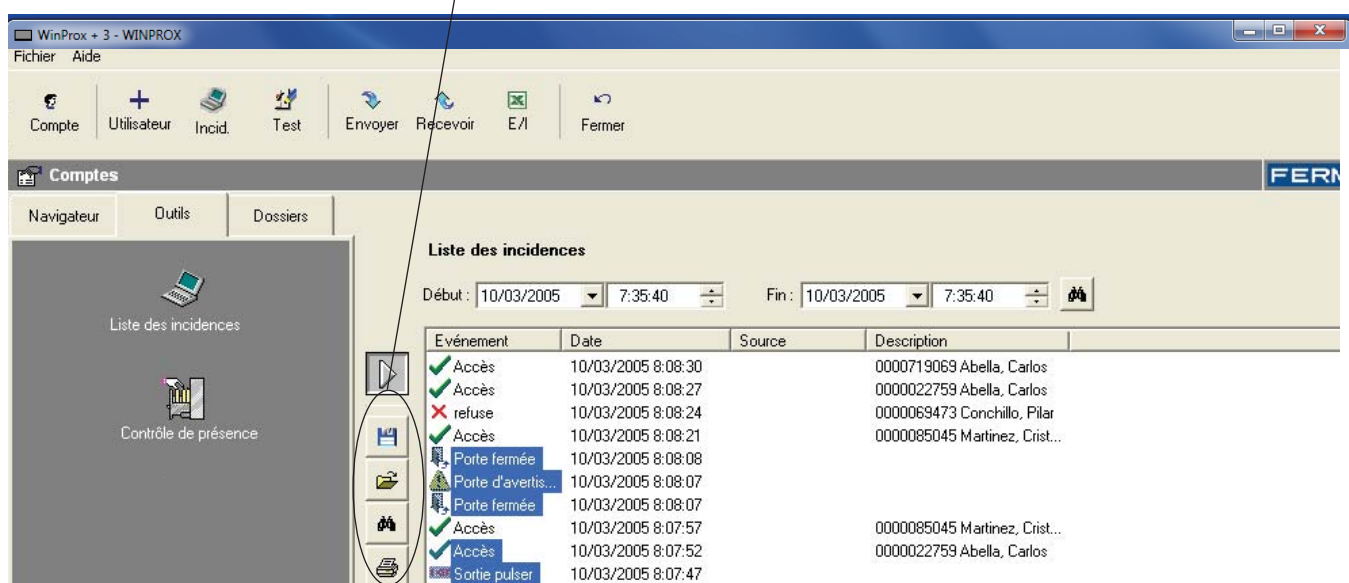 WinProx + 3 - WINPROX
Fichier Aide
Compte Utilisateur Incid. Test Envoyer Recevoir E/I Fermer
Comptes
FERM
Navigateur Outils Dossiers
Liste des incidences
Début : 10/03/2005 7:35:40 Fin : 10/03/2005 7:35:40
Liste des incidences
Contrôle de présence
Evénement Date Source Description
Accès 10/03/2005 8:08:30 0000719069 Abella, Carlos
Accès 10/03/2005 8:08:27 0000022759 Abella, Carlos
refuse 10/03/2005 8:08:24 0000069473 Conchillo, Pilar
Accès 10/03/2005 8:08:21 0000085045 Martinez, Crist...
Porte fermée 10/03/2005 8:08:08
Porte d'avertis... 10/03/2005 8:08:07
Porte fermée 10/03/2005 8:08:07
Accès 10/03/2005 8:07:57 0000085045 Martinez, Crist...
Accès 10/03/2005 8:07:52 0000022759 Abella, Carlos
EXIT Sortie pulser 10/03/2005 8:07:47